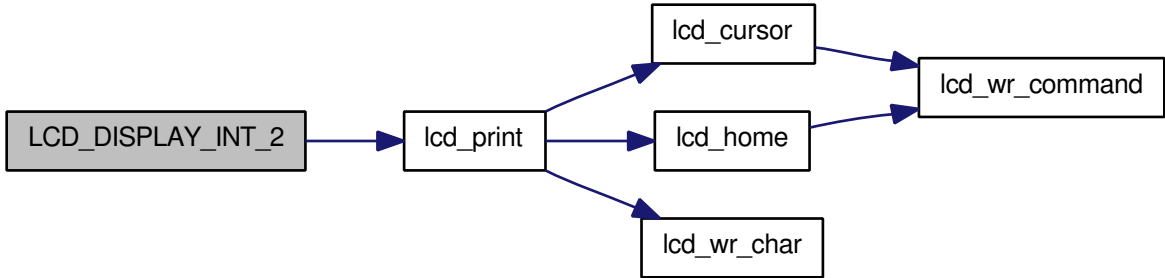 LCD_DISPLAY_INT_2
lcd_print
lcd_cursor
lcd_home
lcd_wr_char
lcd_wr_command